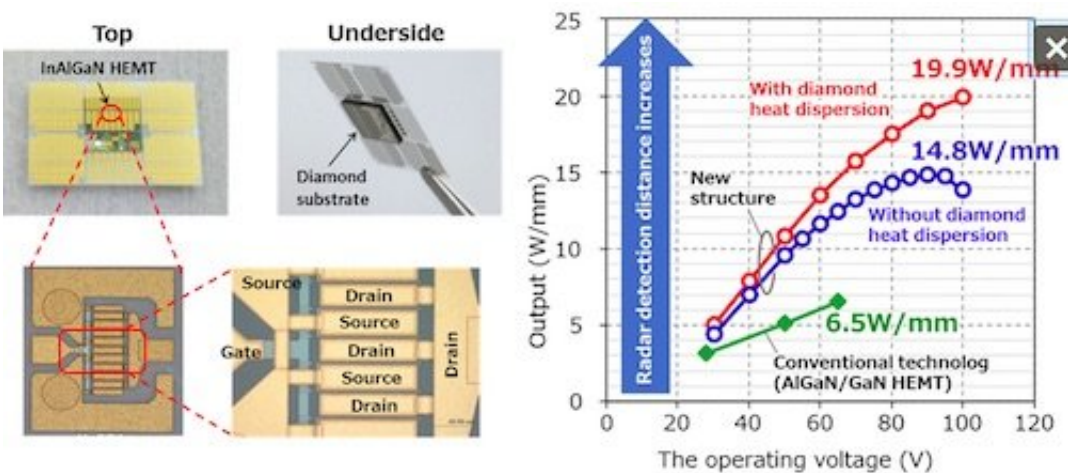 Top
Underside
InAlGaN HEMT
Diamond
substrate
Source
Drain
Source
Gate
Drain
Source
Drain
Drain
25
20
15
10
5
0
Output (W/mm)
Radar detection distance increases
With diamond
heat dispersion
19.9W/mm
14.8W/mm
New
structure
Without diamond
heat dispersion
6.5W/mm
Conventional technolog
(AlGaN/GaN HEMT)
0
20
40
60
80
100
120
The operating voltage (V)